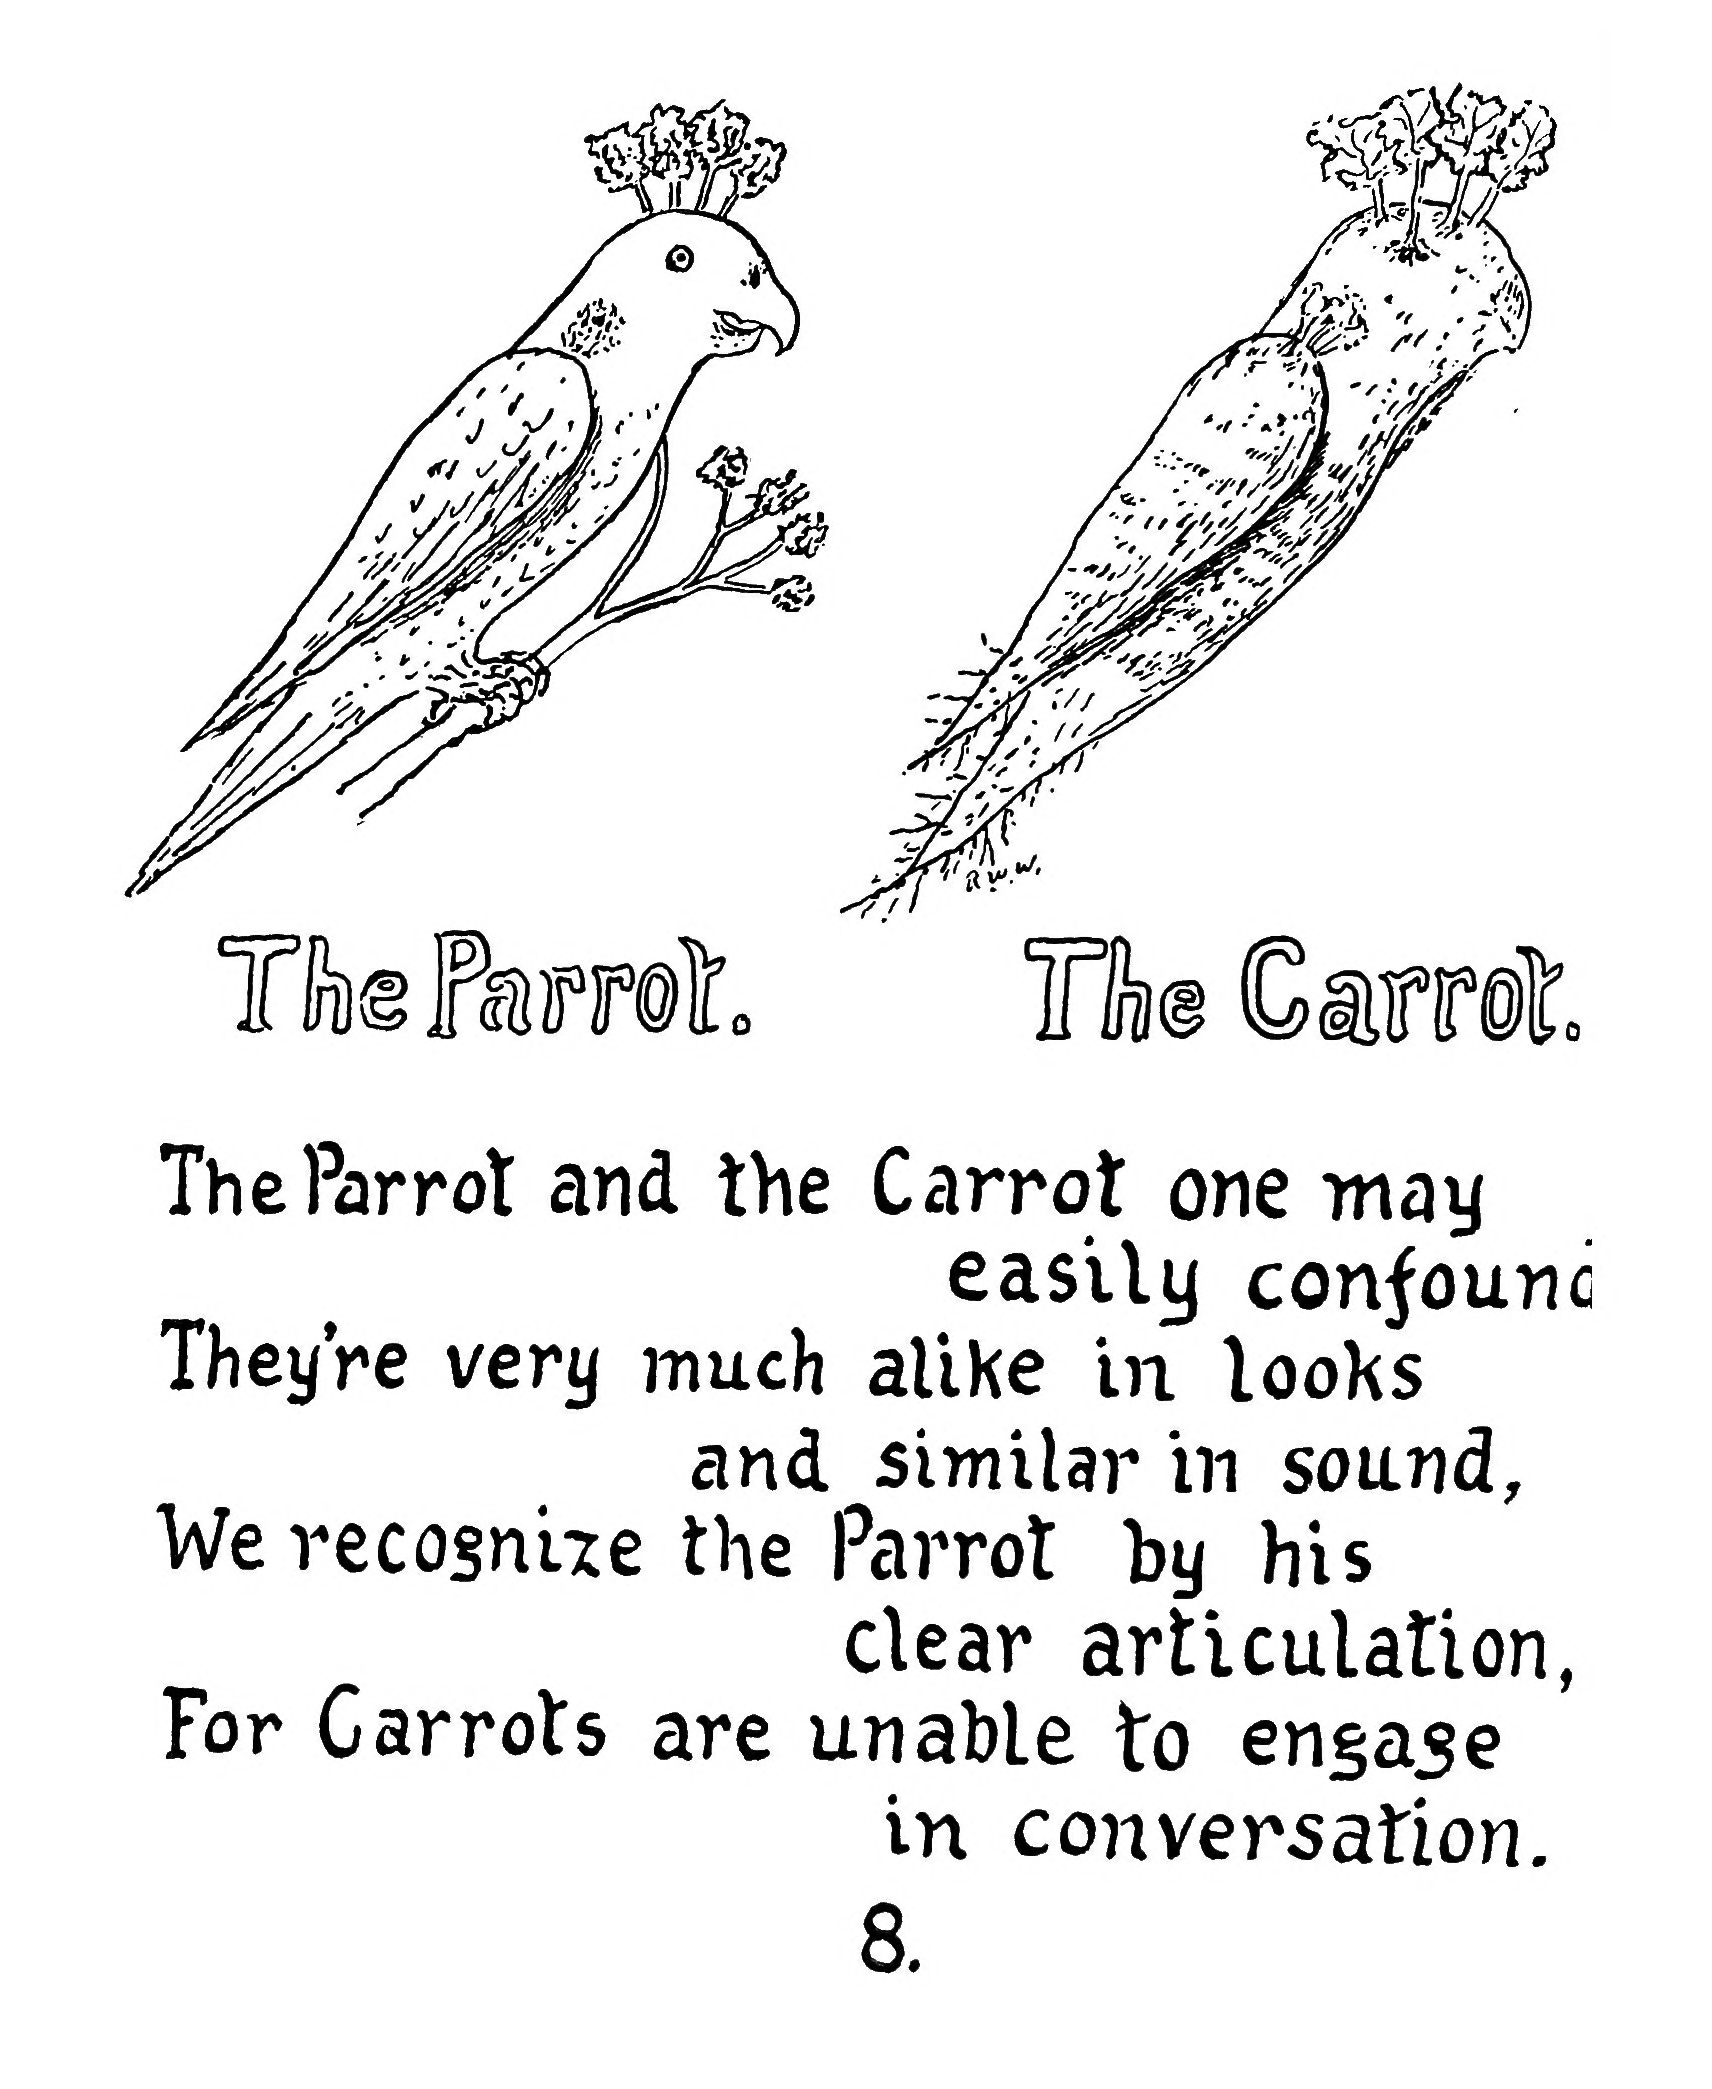 R.W.W.
The Parrot. The Carrot.
The Parrot and the Carrot one may
easily confound
They're very much alike in looks
and similar in sound,
We recognize the Parrot by his
clear articulation,
For Carrots are unable to engage
in conversation.
8.